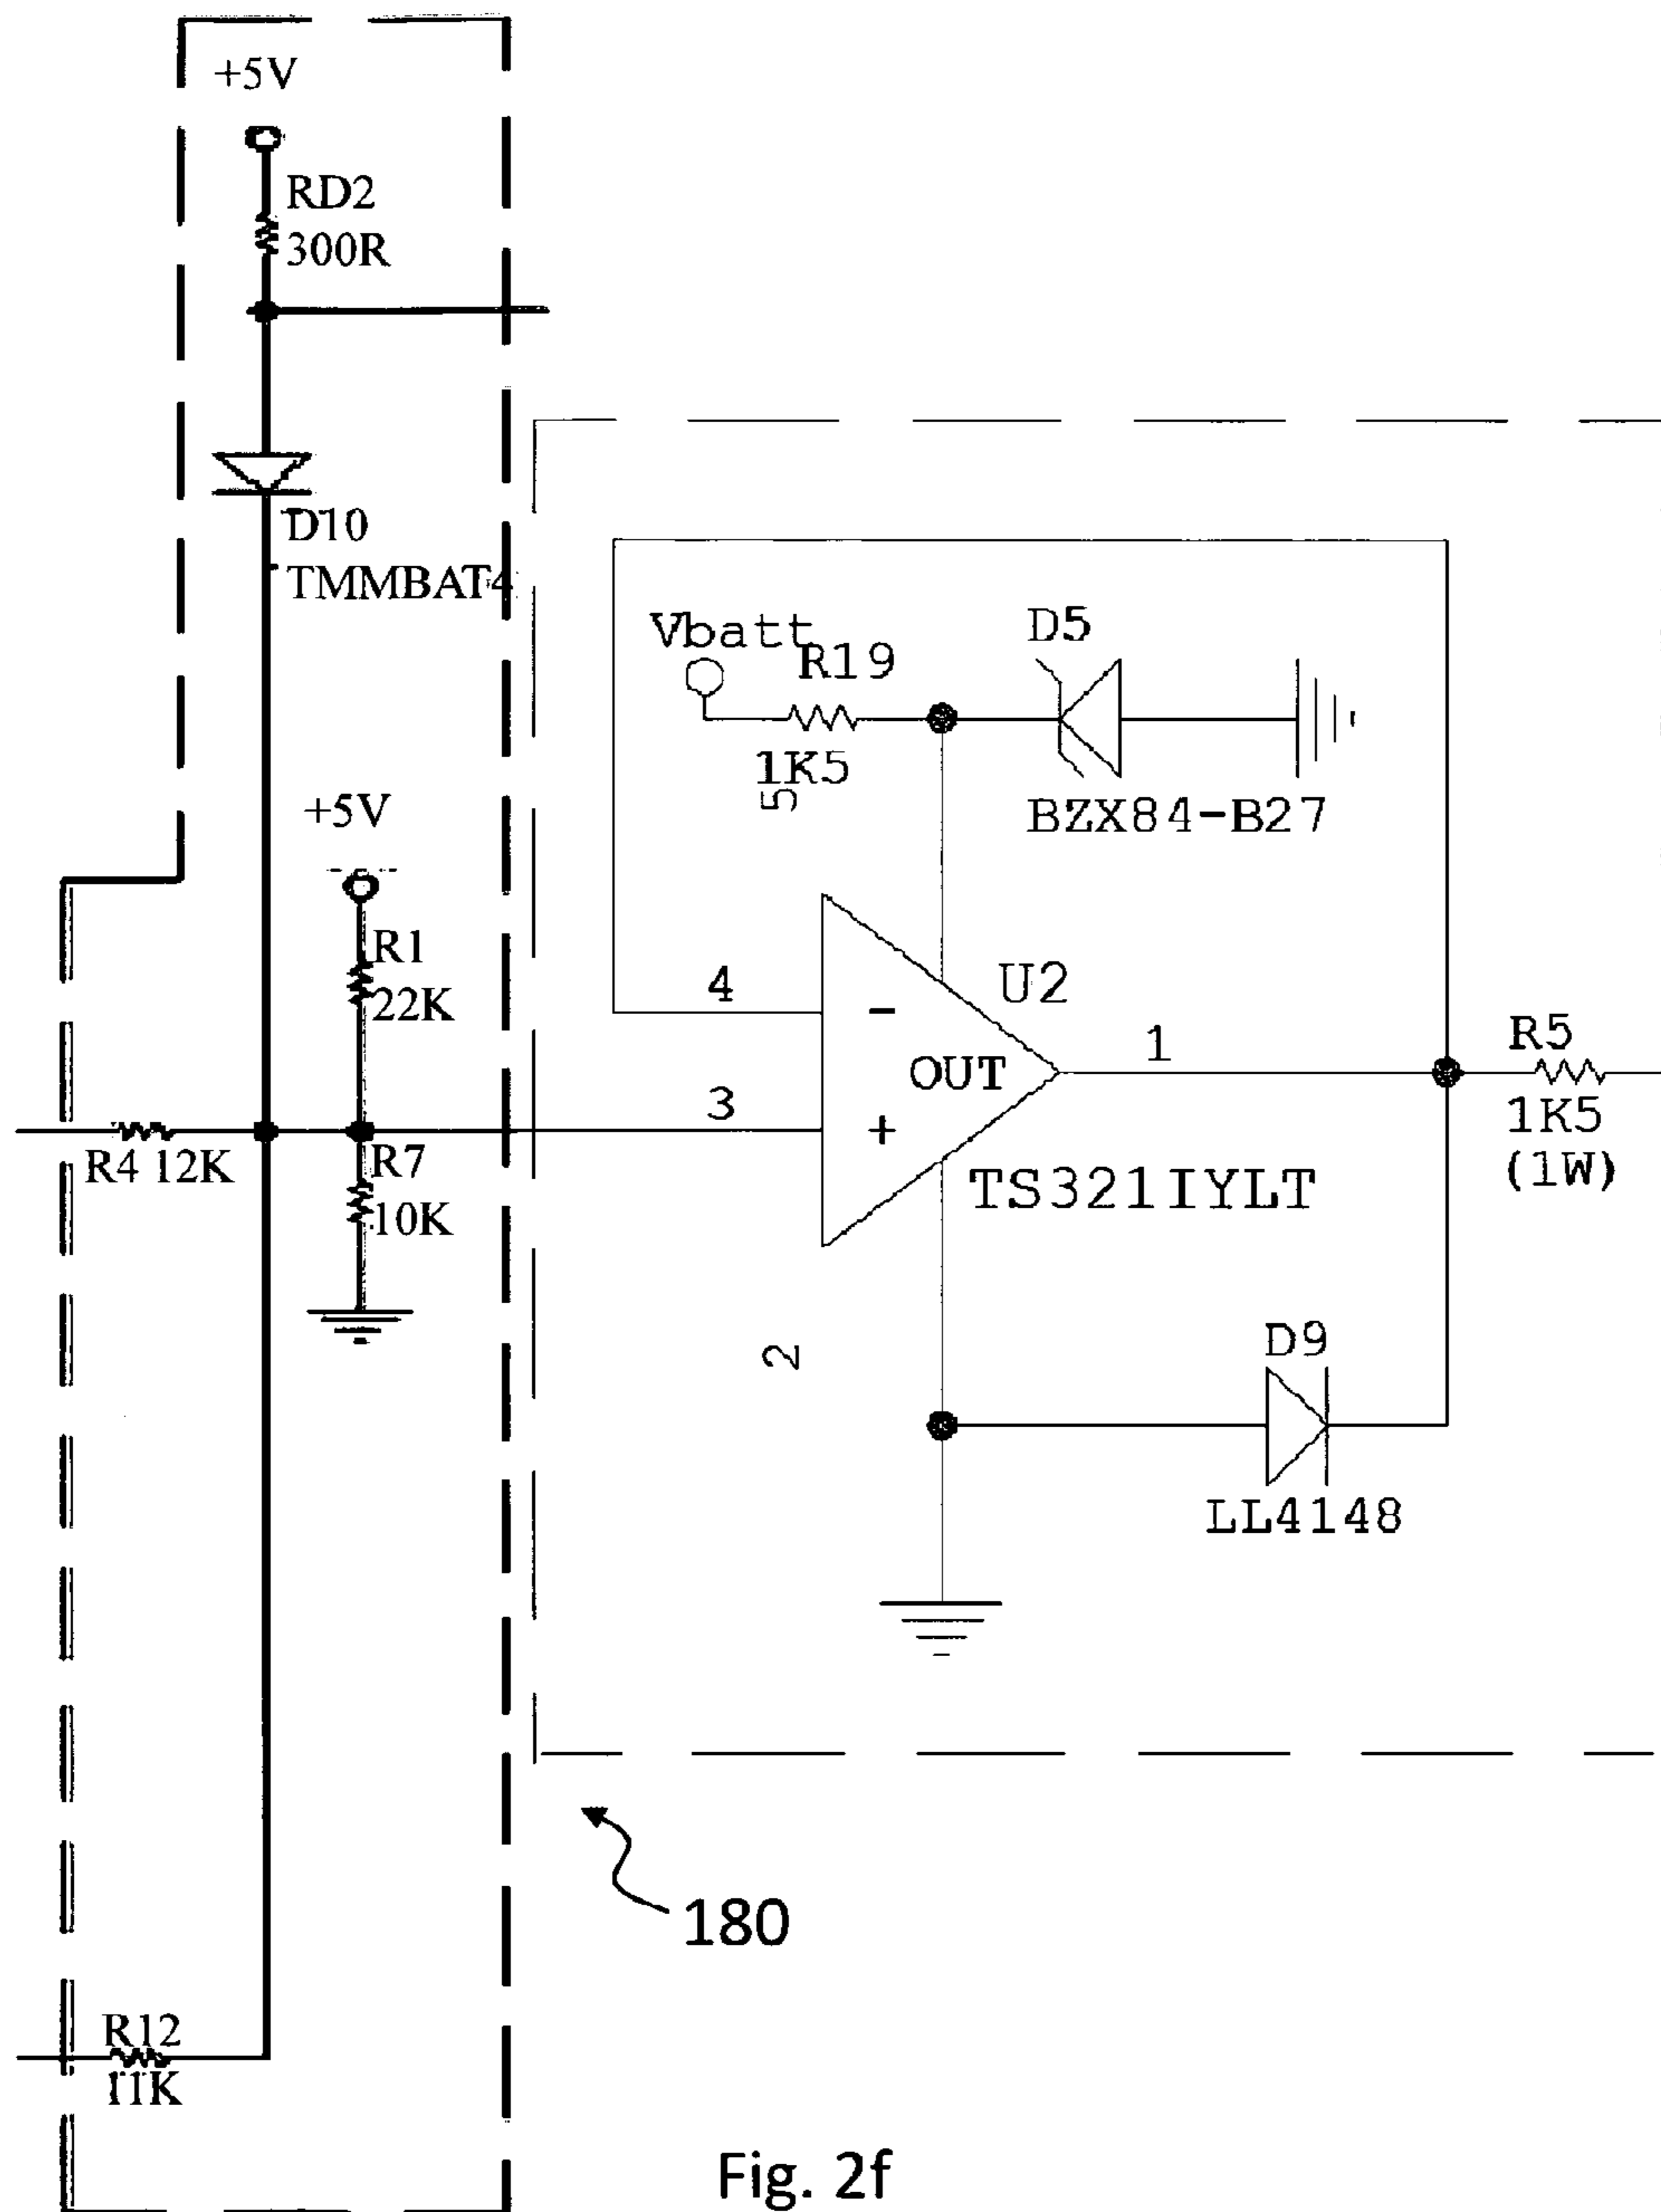 +5V
RD2
300R
D10
TMMBAT4
Vbatt
R19
1K5
5
D5
BZX84-B27
+5V
R1
22K
4
-
U2
OUT
1
R5
1K5
(1W)
3
+
R4 12K
R7
10K
TS321IYLT
2
D9
LL4148
180
R12
11K
Fig. 2f